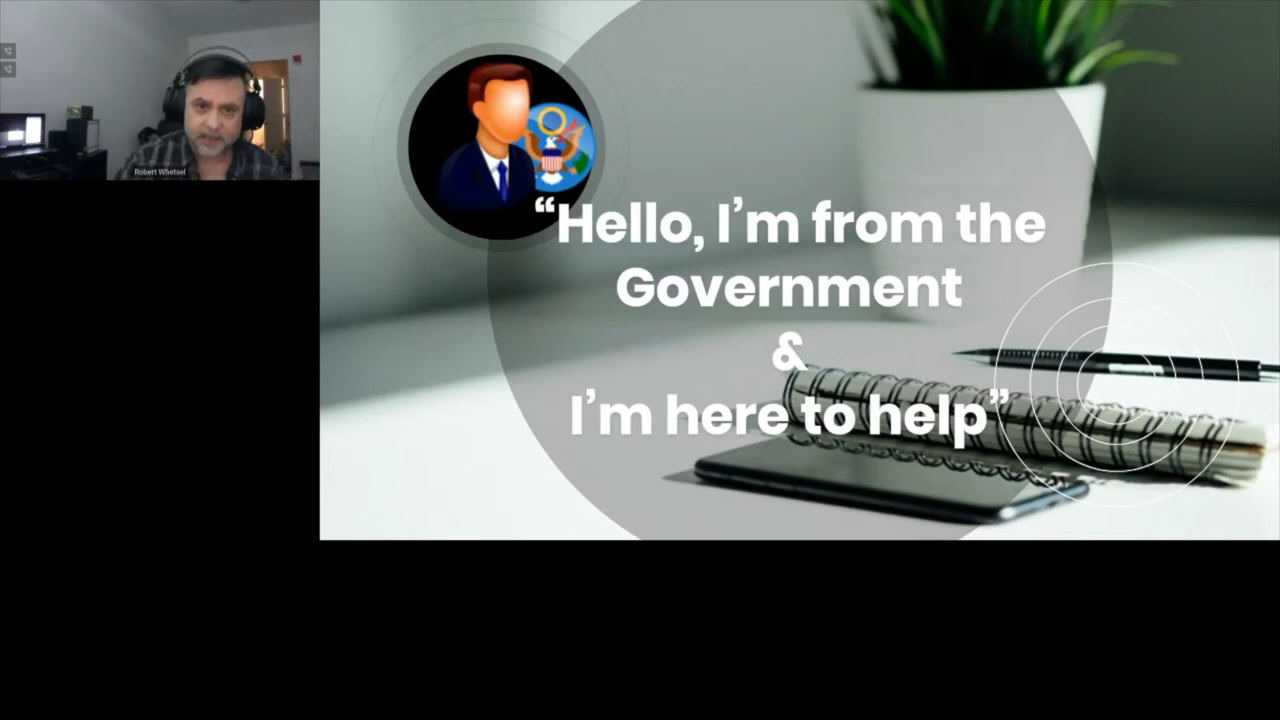 Robert Whetsel
“Hello, I’m from the
Government
&
I’m here to help”